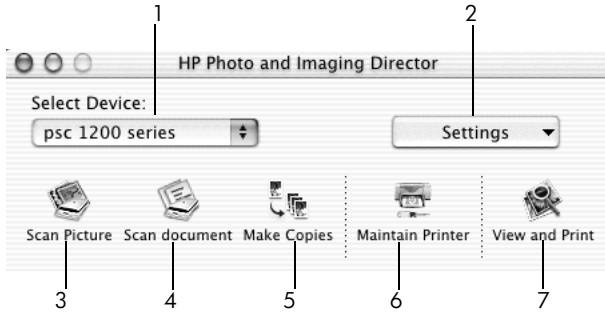 1 2
HP Photo and Imaging Director
Select Device:
psc 1200 series Settings
Scan Picture Scan document Make Copies Maintain Printer View and Print
3 4 5 6 7